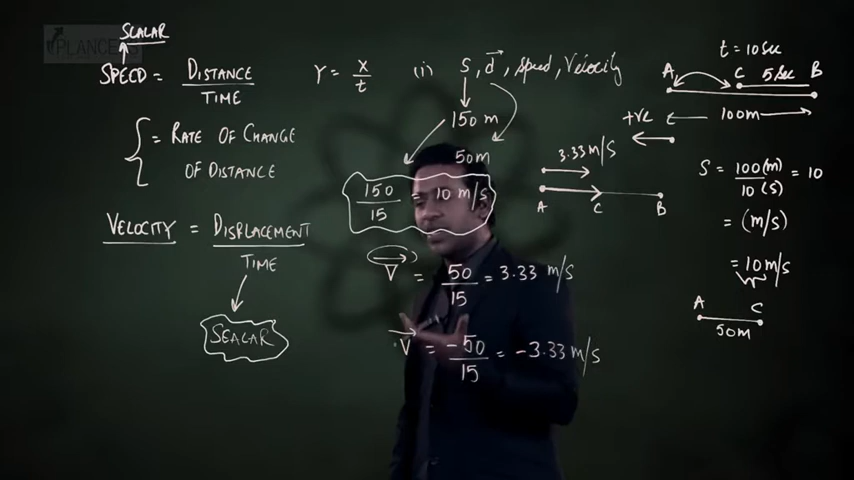 PLANCESS
SCALAR
SPEED = DISTANCE / TIME
{ = RATE OF CHANGE
OF DISTANCE
VELOCITY = DISPLACEMENT / TIME
SCALAR
Y = x / t
(i) S, d⃗, speed, Velocity
150 m
50m
150 / 15 = 10 m/s
V⃗ = 50 / 15 = 3.33 m/s
V⃗ = -50 / 15 = -3.33 m/s
t = 10 sec
A C 5 sec B
+ve 100m
3.33 m/s
A C B
S = 100(m) / 10(s) = 10
= (m/s)
= 10 m/s
A C
50m